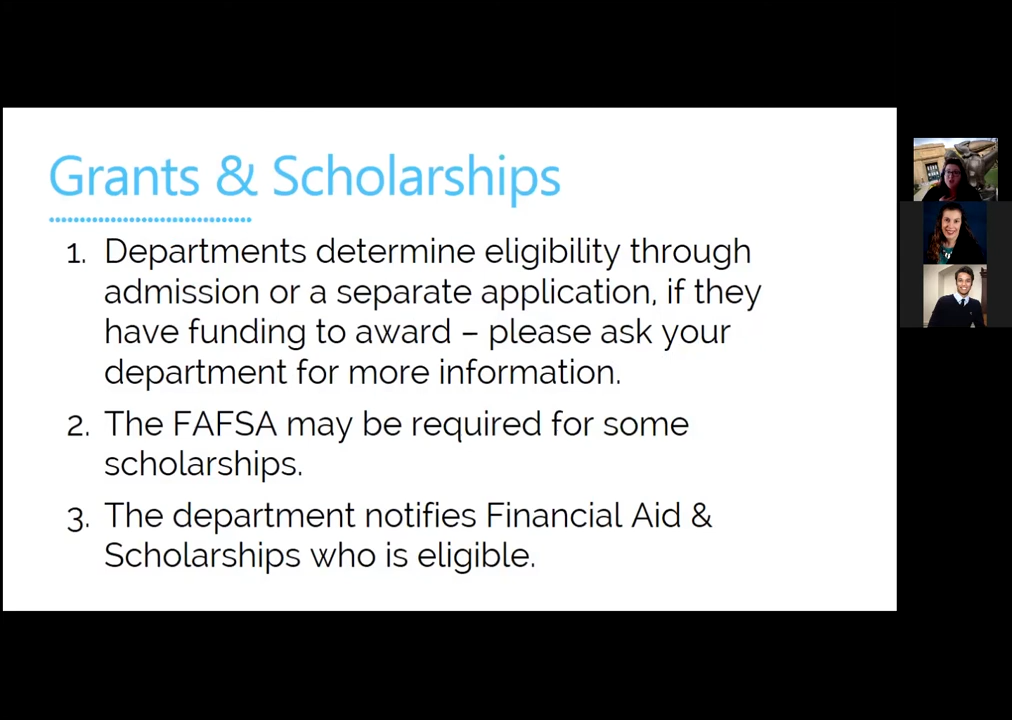 Grants & Scholarships
1. Departments determine eligibility through
admission or a separate application, if they
have funding to award – please ask your
department for more information.
2. The FAFSA may be required for some
scholarships.
3. The department notifies Financial Aid &
Scholarships who is eligible.